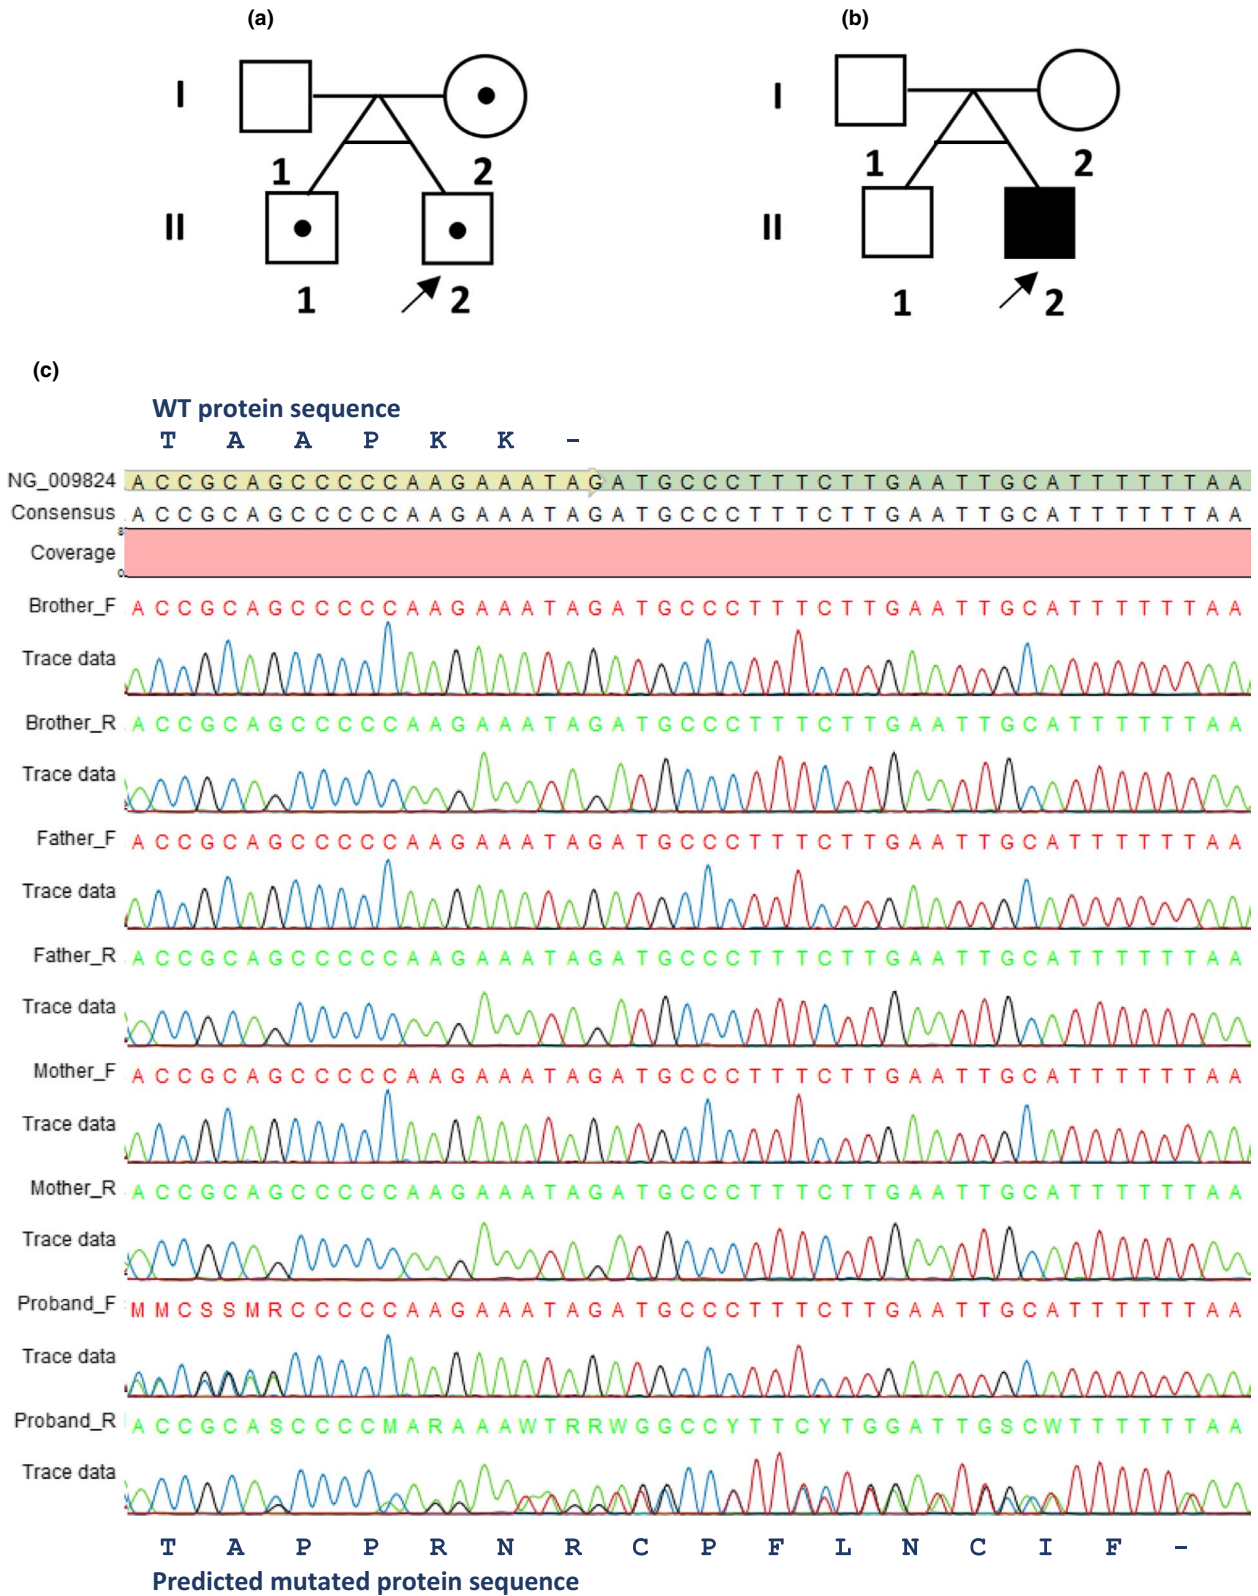 (a)
(b)
I
I
1
2
1
2
II
II
1
2
1
2
(c)
WT protein sequence
T A A P K K -
NG_009824 A C C G C A G C C C C C A A G A A A T A G A T G C C C T T T C T T G A A T T G C A T T T T T T A A
Consensus A C C G C A G C C C C C A A G A A A T A G A T G C C C T T T C T T G A A T T G C A T T T T T T A A
Coverage
Brother_F A C C G C A G C C C C C A A G A A A T A G A T G C C C T T T C T T G A A T T G C A T T T T T T A A
Trace data
Brother_R A C C G C A G C C C C C A A G A A A T A G A T G C C C T T T C T T G A A T T G C A T T T T T T A A
Trace data
Father_F A C C G C A G C C C C C A A G A A A T A G A T G C C C T T T C T T G A A T T G C A T T T T T T A A
Trace data
Father_R A C C G C A G C C C C C A A G A A A T A G A T G C C C T T T C T T G A A T T G C A T T T T T T A A
Trace data
Mother_F A C C G C A G C C C C C A A G A A A T A G A T G C C C T T T C T T G A A T T G C A T T T T T T A A
Trace data
Mother_R A C C G C A G C C C C C A A G A A A T A G A T G C C C T T T C T T G A A T T G C A T T T T T T A A
Trace data
Proband_F M M C S S M R C C C C C A A G A A A T A G A T G C C C T T T C T T G A A T T G C A T T T T T T A A
Trace data
Proband_R A C C G C A S C C C C M A R A A A W T R R W G G C C Y T T C Y T G G A T T G S C W T T T T T T A A
Trace data
T A P P R N R C P F L N C I F -
Predicted mutated protein sequence